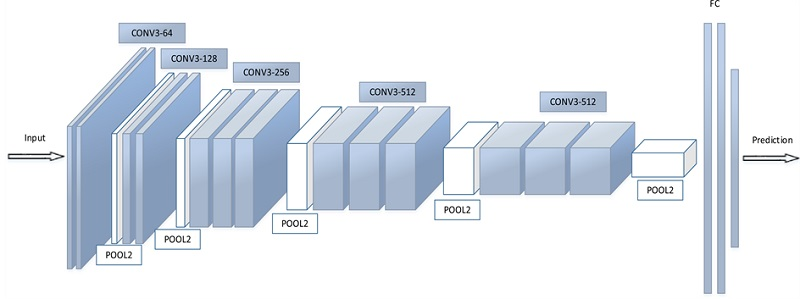 FC
CONV3-64
CONV3-128
CONV3-256
CONV3-512
CONV3-512
Input
Prediction
POOL2
POOL2
POOL2
POOL2
POOL2